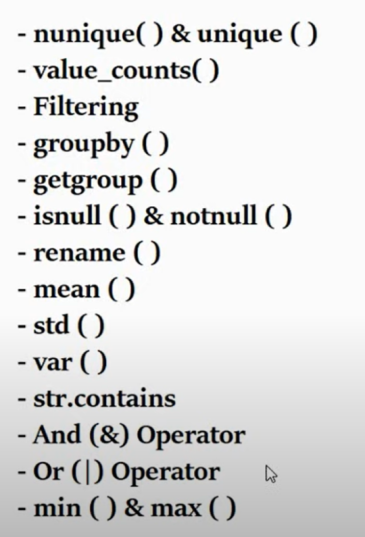 - nunique( ) & unique ( )
- value_counts( )
- Filtering
- groupby ( )
- getgroup ( )
- isnull ( ) & notnull ( )
- rename ( )
- mean ( )
- std ( )
- var ( )
- str.contains
- And (&) Operator
- Or (|) Operator
- min ( ) & max ( )